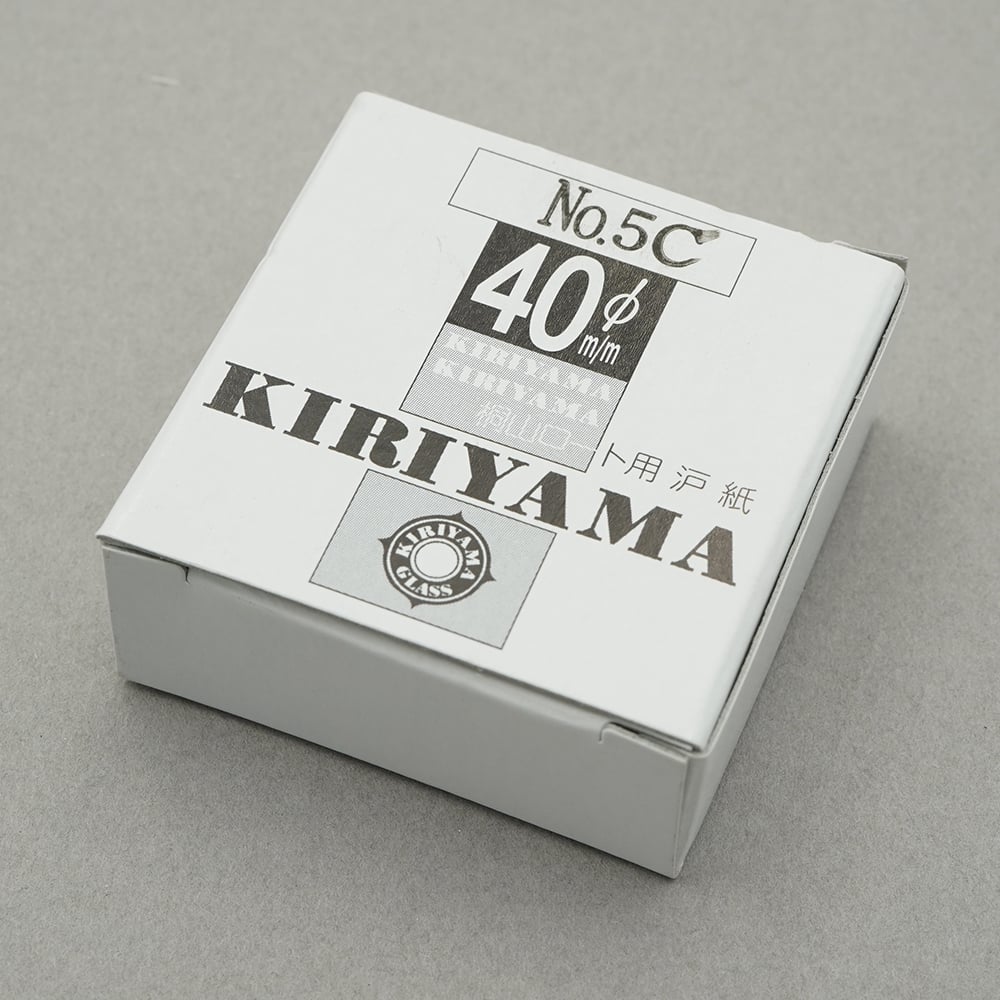 No.5C
40φ
m/m
KIRIYAMA
KIRIYAMA
桐山ロート用沪紙
KIRIYAMA
KIRIYAMA
GLASS